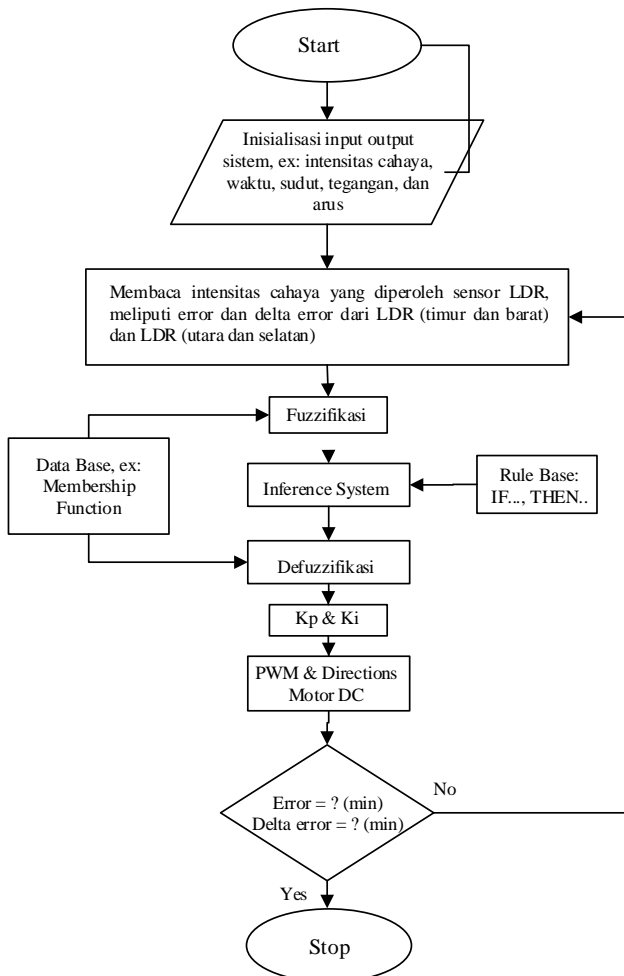 Start
Inisialisasi input output
sistem, ex: intensitas cahaya,
waktu, sudut, tegangan, dan
arus
Membaca intensitas cahaya yang diperoleh sensor LDR,
meliputi error dan delta error dari LDR (timur dan barat)
dan LDR (utara dan selatan)
Fuzzifikasi
Data Base, ex:
Membership
Function
Inference System
Rule Base:
IF..., THEN..
Defuzzifikasi
Kp & Ki
PWM & Directions
Motor DC
Error = ? (min)
Delta error = ? (min)
No
Yes
Stop